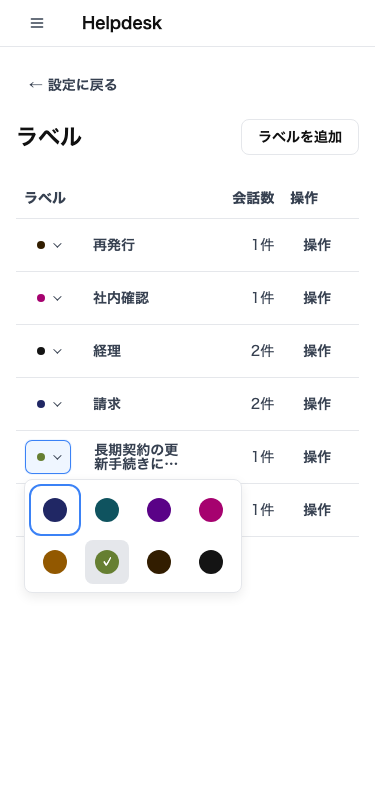 Helpdesk
← 設定に戻る
ラベル
ラベルを追加
ラベル 会話数 操作
再発行 1件 操作
社内確認 1件 操作
経理 2件 操作
請求 2件 操作
長期契約の更
新手続きに… 1件 操作
1件 操作